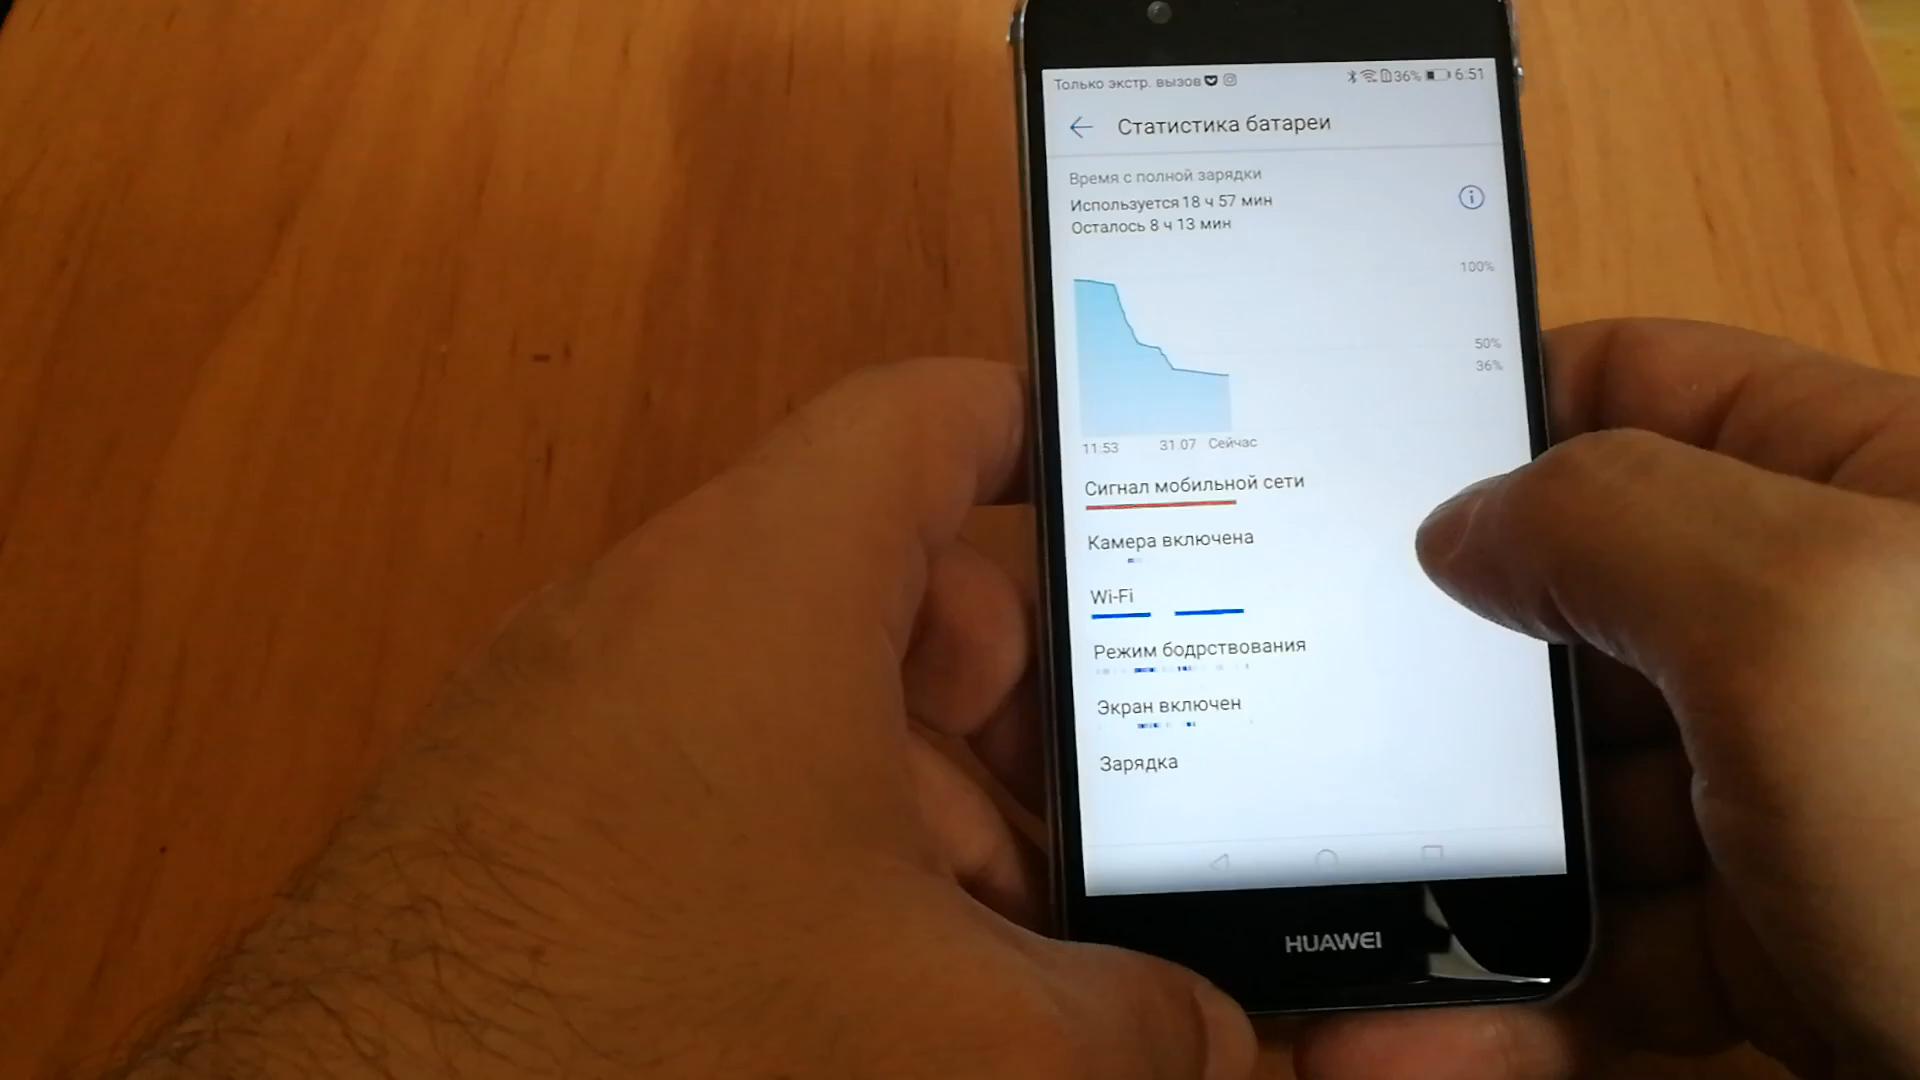 Только экстр. вызов 36% 6:51
Статистика батареи
Время с полной зарядки
Используется 18 ч 57 мин
Осталось 8 ч 13 мин
100%
50%
36%
11:53 31.07 Сейчас
Сигнал мобильной сети
Камера включена
Wi-Fi
Режим бодрствования
Экран включен
Зарядка
HUAWEI